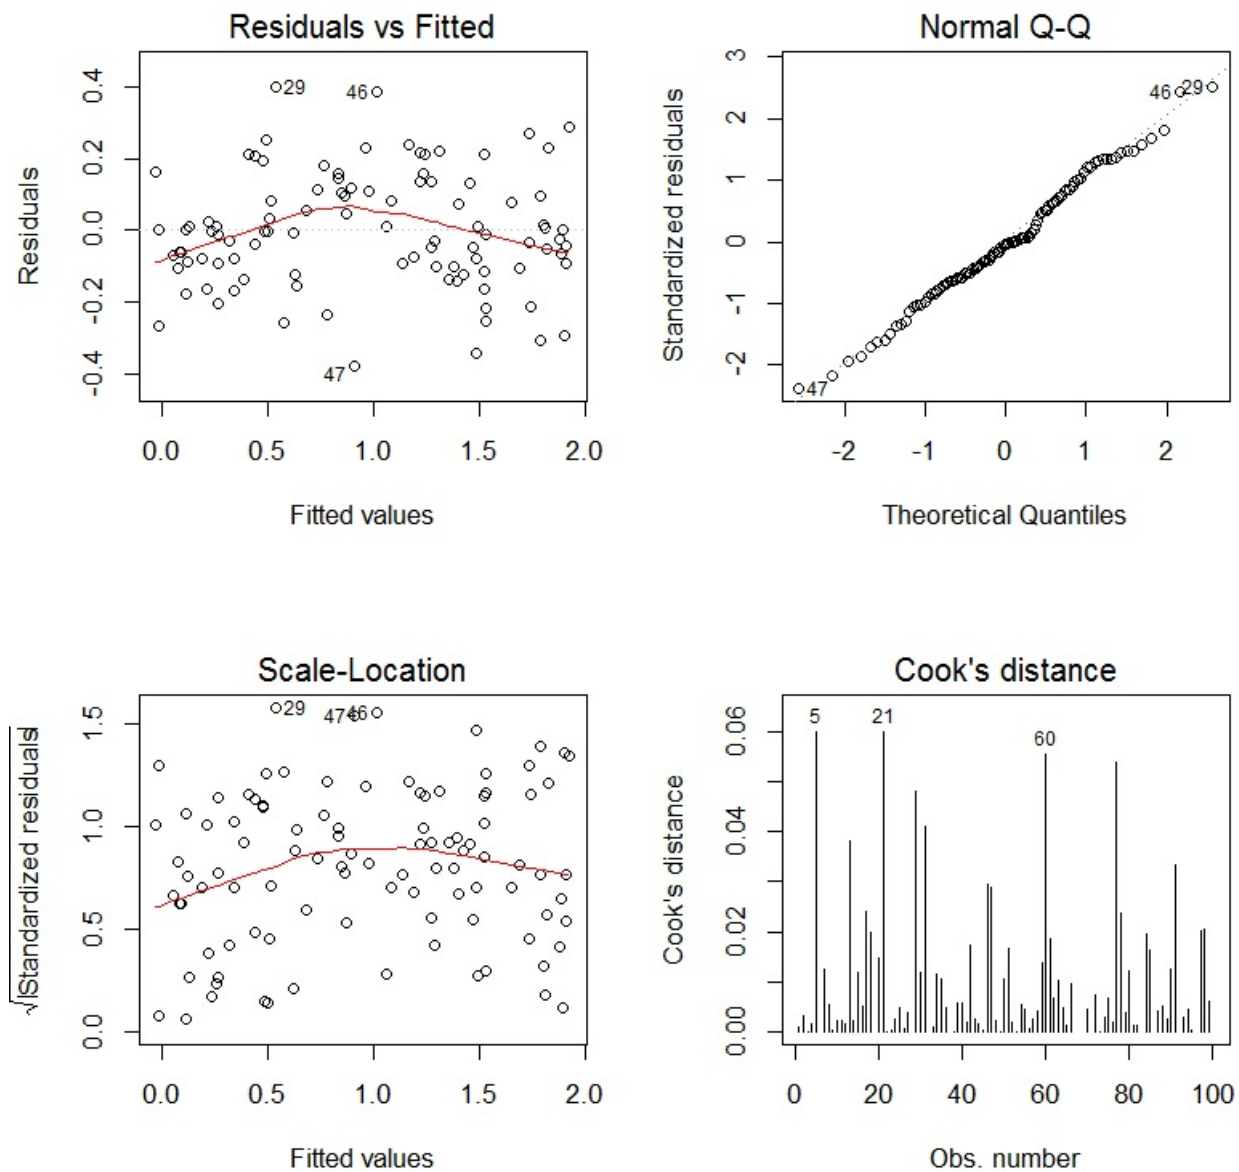 Residuals vs Fitted
Residuals
0.4
0.2
0.0
-0.2
-0.4
29
46
47
0.0 0.5 1.0 1.5 2.0
Fitted values
Normal Q-Q
Standardized residuals
3
2
1
0
-1
-2
46
29
47
-2 -1 0 1 2
Theoretical Quantiles
Scale-Location
√|Standardized residuals|
1.5
1.0
0.5
0.0
29
47
46
0.0 0.5 1.0 1.5 2.0
Fitted values
Cook's distance
Cook's distance
0.06
0.04
0.02
0.00
5
21
60
0 20 40 60 80 100
Obs. number